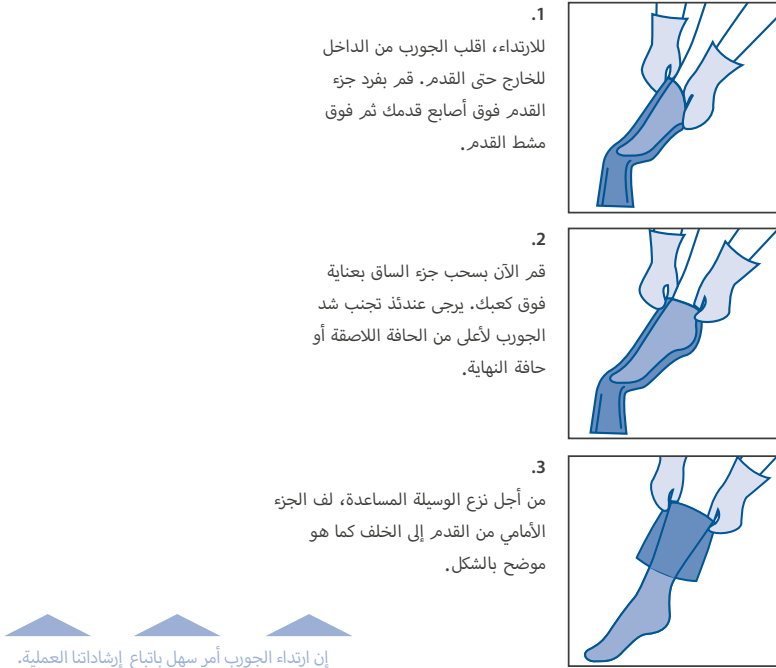 1.
للارتداء، اقلب الجورب من الداخل
للخارج حتى القدم. قم بفرد جزء
القدم فوق أصابع قدمك ثم فوق
مشط القدم.
2.
قم الآن بسحب جزء الساق بعناية
فوق كعبك. يرجى عندئذ تجنب شد
الجورب لأعلى من الحافة اللاصقة أو
حافة النهاية.
3.
من أجل نزع الوسيلة المساعدة، لف الجزء
الأمامي من القدم إلى الخلف كما هو
موضح بالشكل.
إن ارتداء الجورب أمر سهل باتباع إرشاداتنا العملية.